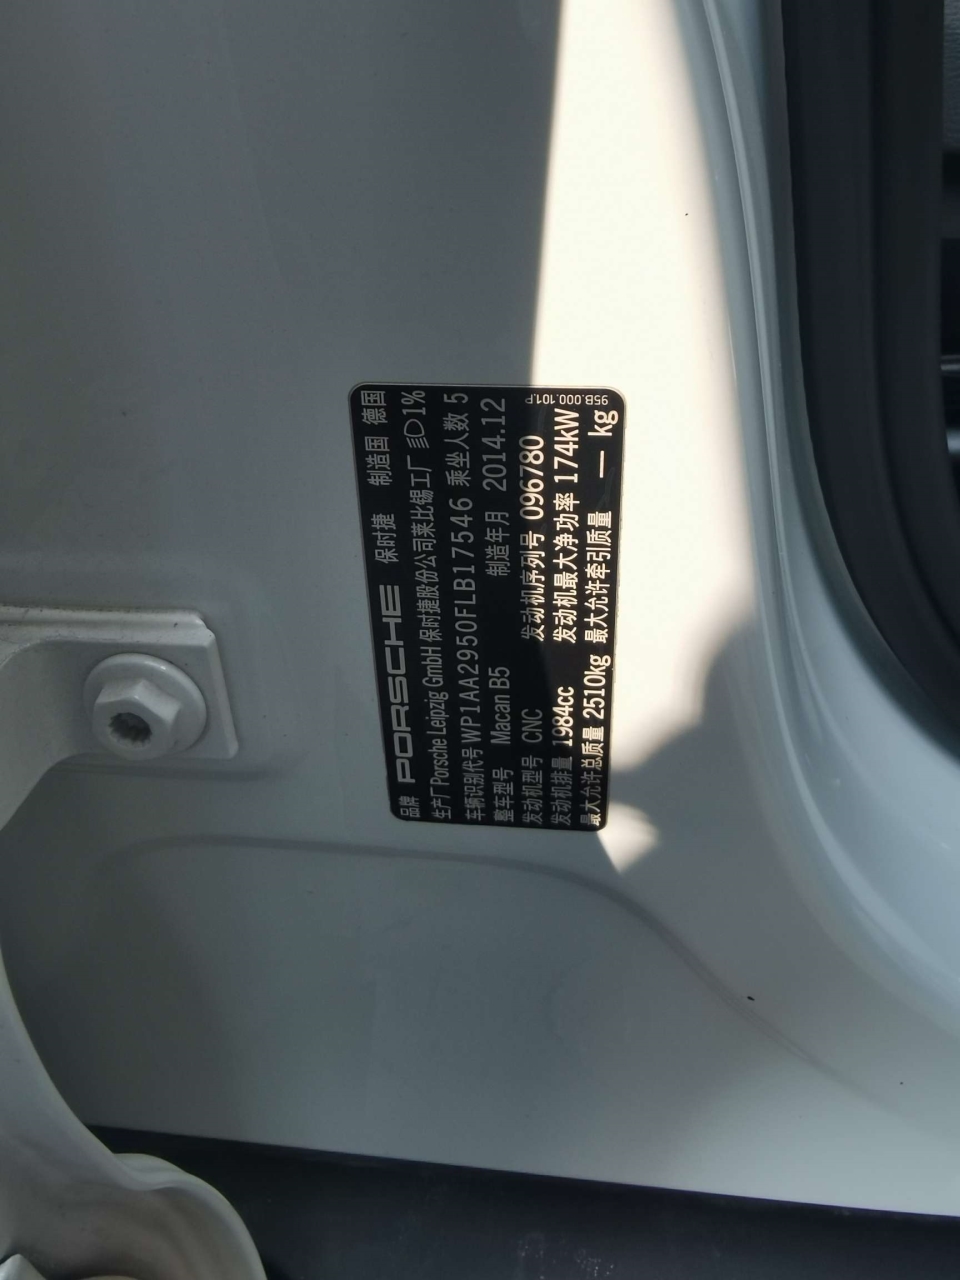 品牌 PORSCHE 保时捷 制造国 德国
生产厂 Porsche Leipzig GmbH 保时捷股份公司莱比锡工厂 1%
车辆识别代号 WP1AA2950FLB17546 乘坐人数 5
整车型号 Macan B5 制造年月 2014.12
发动机型号 CNC 发动机序列号 096780
发动机排量 1984cc 发动机最大净功率 174kW
最大允许总质量 2510kg 最大允许牵引质量 — kg
95B.000.101.P